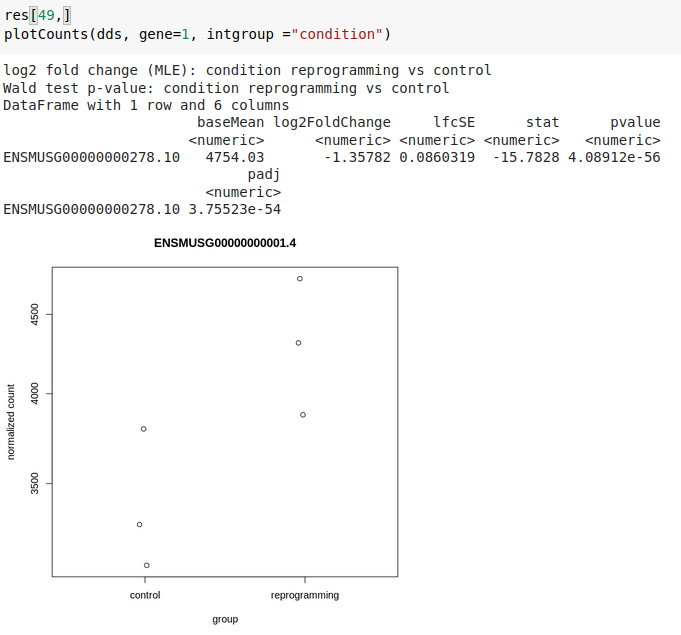 res[49,]
plotCounts(dds, gene=1, intgroup ="condition")
log2 fold change (MLE): condition reprogramming vs control
Wald test p-value: condition reprogramming vs control
DataFrame with 1 row and 6 columns
baseMean log2FoldChange lfcSE stat pvalue
<numeric> <numeric> <numeric> <numeric> <numeric>
ENSMUSG00000000278.10 4754.03 -1.35782 0.0860319 -15.7828 4.08912e-56
padj
<numeric>
ENSMUSG00000000278.10 3.75523e-54
ENSMUSG00000000001.4
4500
4000
3500
normalized count
control reprogramming
group